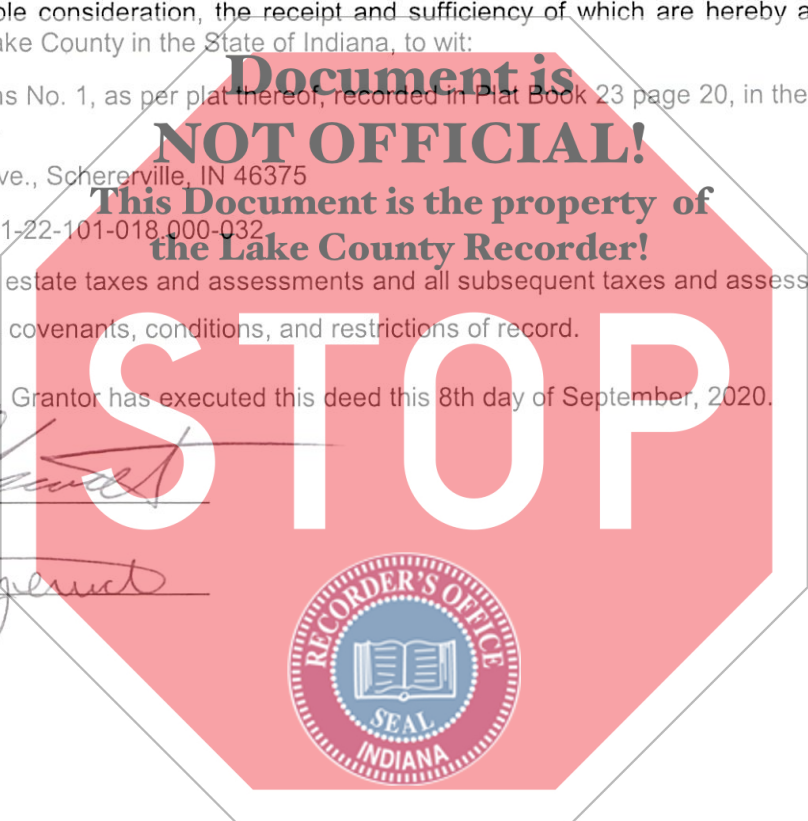 ole consideration, the receipt and sufficiency of which are hereby a
ake County in the State of Indiana, to wit:
Document is
ns No. 1, as per plat thereof, recorded in Plat Book 23 page 20, in the
NOT OFFICIAL!
ve., Schererville, IN 46375
This Document is the property of
1-22-101-018.000-032
the Lake County Recorder!
estate taxes and assessments and all subsequent taxes and assess
covenants, conditions, and restrictions of record.
STOP
Grantor has executed this deed this 8th day of September, 2020.
RECORDER'S OFFICE
SEAL
INDIANA